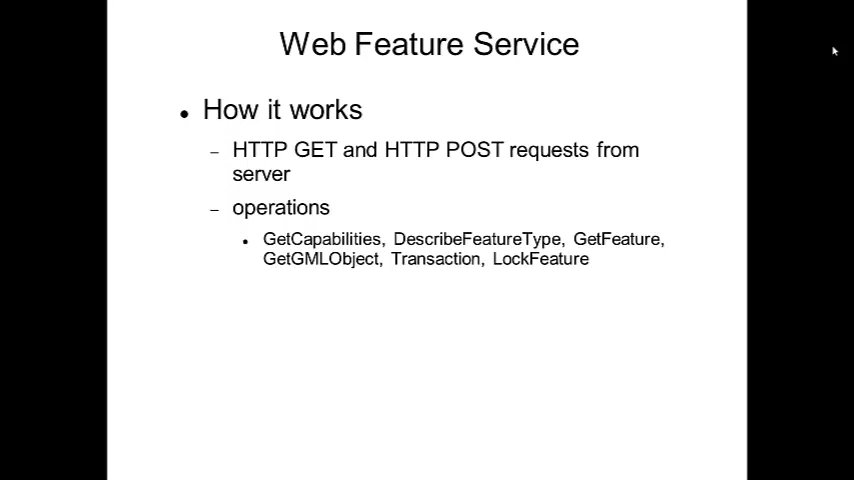 Web Feature Service
• How it works
– HTTP GET and HTTP POST requests from
server
– operations
• GetCapabilities, DescribeFeatureType, GetFeature,
GetGMLObject, Transaction, LockFeature